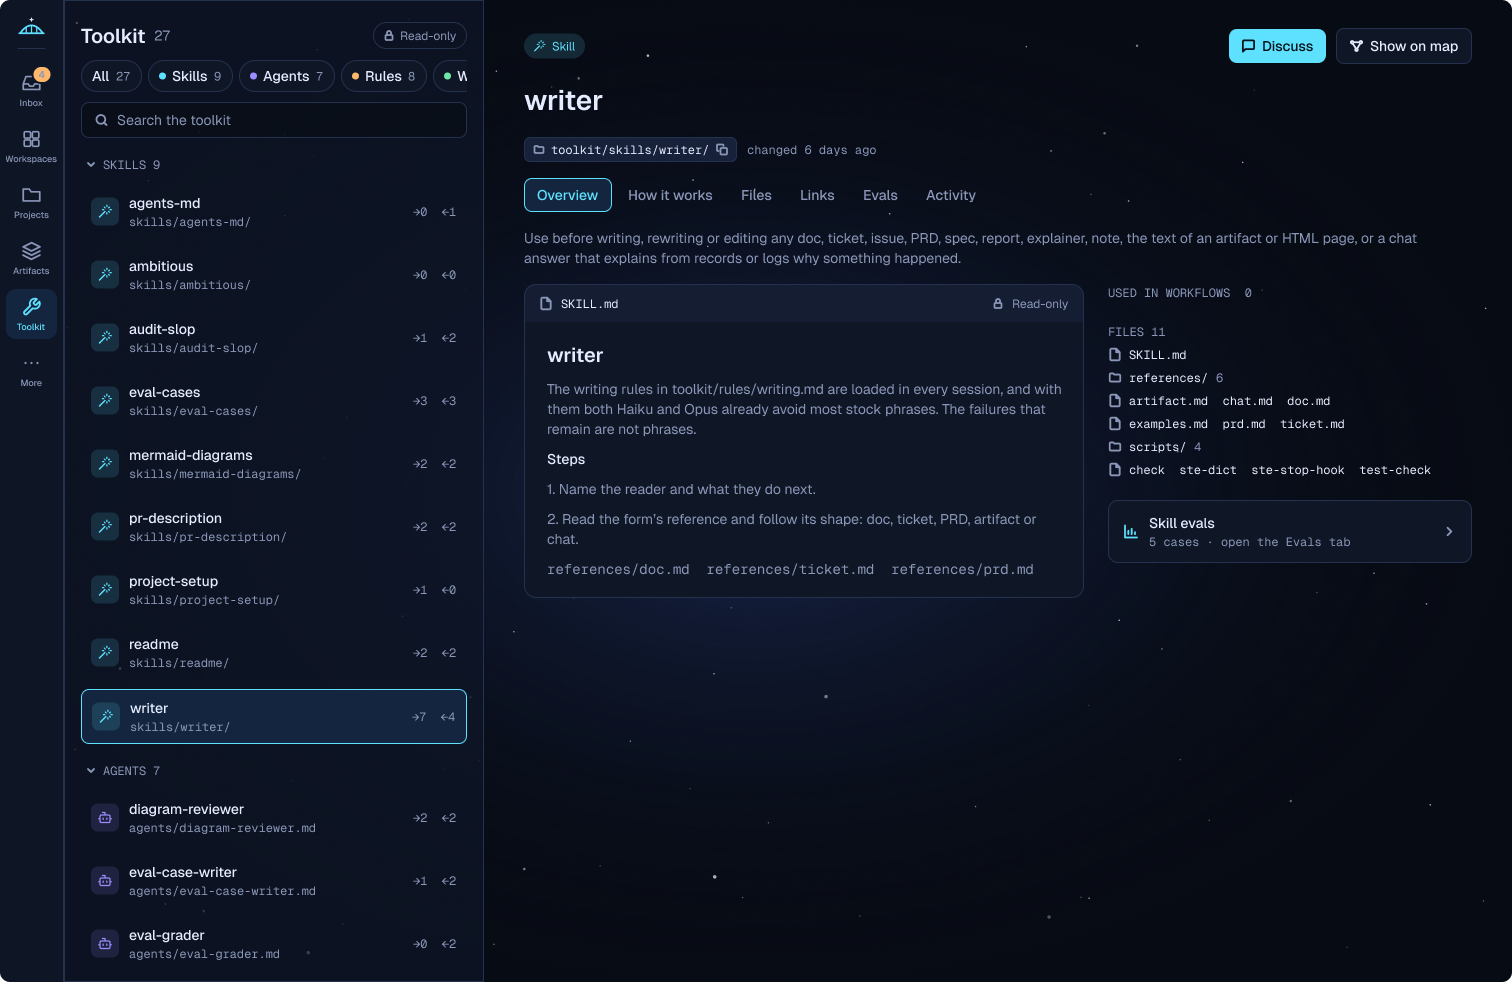 4
Inbox
Workspaces
Projects
Artifacts
Toolkit
More
Toolkit 27
Read-only
All 27 Skills 9 Agents 7 Rules 8 W
Search the toolkit
SKILLS 9
agents-md
skills/agents-md/
→0 ←1
ambitious
skills/ambitious/
→0 ←0
audit-slop
skills/audit-slop/
→1 ←2
eval-cases
skills/eval-cases/
→3 ←3
mermaid-diagrams
skills/mermaid-diagrams/
→2 ←2
pr-description
skills/pr-description/
→2 ←2
project-setup
skills/project-setup/
→1 ←0
readme
skills/readme/
→2 ←2
writer
skills/writer/
→7 ←4
AGENTS 7
diagram-reviewer
agents/diagram-reviewer.md
→2 ←2
eval-case-writer
agents/eval-case-writer.md
→1 ←2
eval-grader
agents/eval-grader.md
→0 ←2
Skill
Discuss
Show on map
writer
toolkit/skills/writer/ changed 6 days ago
Overview How it works Files Links Evals Activity
Use before writing, rewriting or editing any doc, ticket, issue, PRD, spec, report, explainer, note, the text of an artifact or HTML page, or a chat
answer that explains from records or logs why something happened.
SKILL.md
Read-only
writer
The writing rules in toolkit/rules/writing.md are loaded in every session, and with
them both Haiku and Opus already avoid most stock phrases. The failures that
remain are not phrases.
Steps
1. Name the reader and what they do next.
2. Read the form's reference and follow its shape: doc, ticket, PRD, artifact or
chat.
references/doc.md references/ticket.md references/prd.md
USED IN WORKFLOWS 0
FILES 11
SKILL.md
references/ 6
artifact.md chat.md doc.md
examples.md prd.md ticket.md
scripts/ 4
check ste-dict ste-stop-hook test-check
Skill evals
5 cases · open the Evals tab